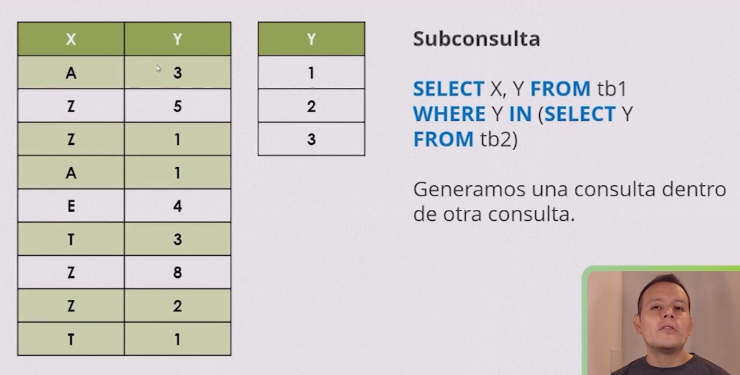 X Y
A 3
Z 5
Z 1
A 1
E 4
T 3
Z 8
Z 2
T 1
Y
1
2
3
Subconsulta
SELECT X, Y FROM tb1
WHERE Y IN (SELECT Y
FROM tb2)
Generamos una consulta dentro
de otra consulta.